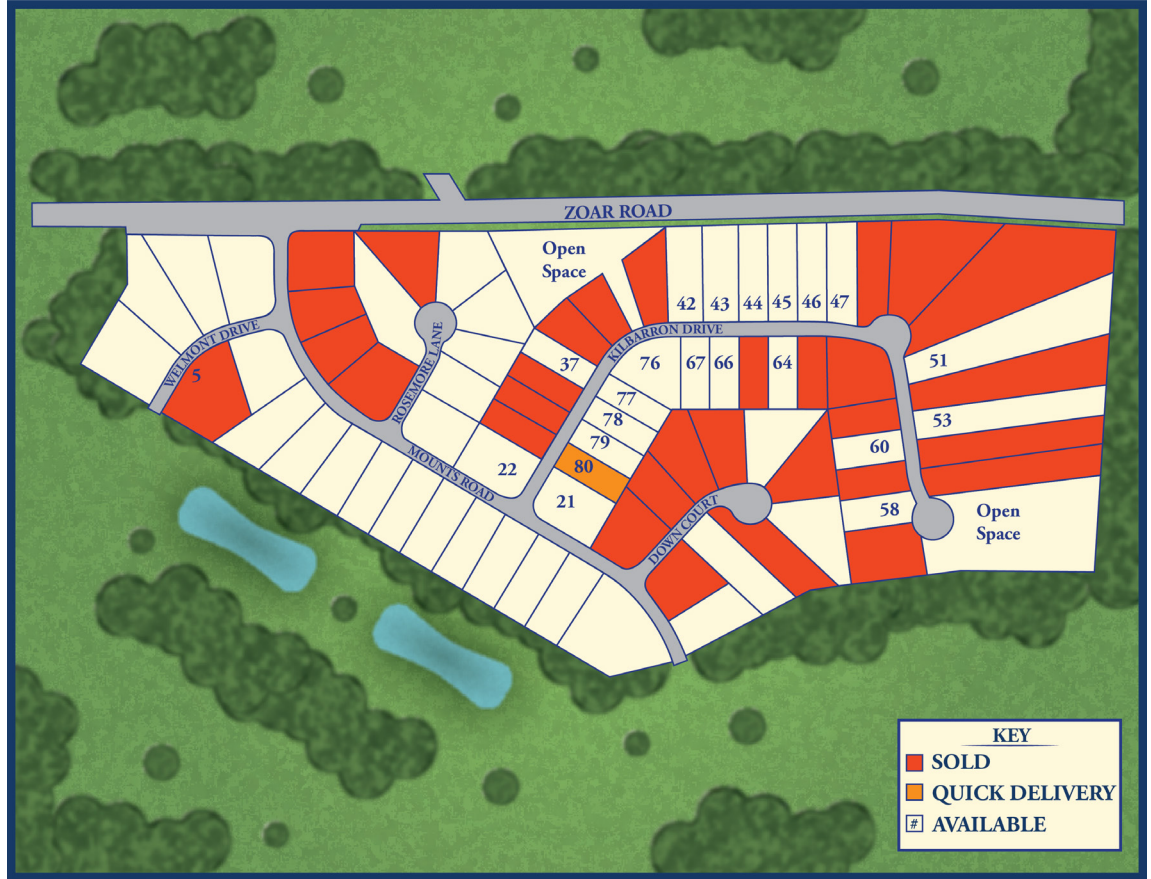 ZOAR ROAD
Open
Space
42
43
44
45
46
47
WELMONT DRIVE
5
ROSEMORE LANE
KILBARRON DRIVE
37
76
67
66
64
51
77
78
79
80
53
60
22
21
MOUNTS ROAD
DOWN COURT
58
Open
Space
KEY
SOLD
QUICK DELIVERY
# AVAILABLE